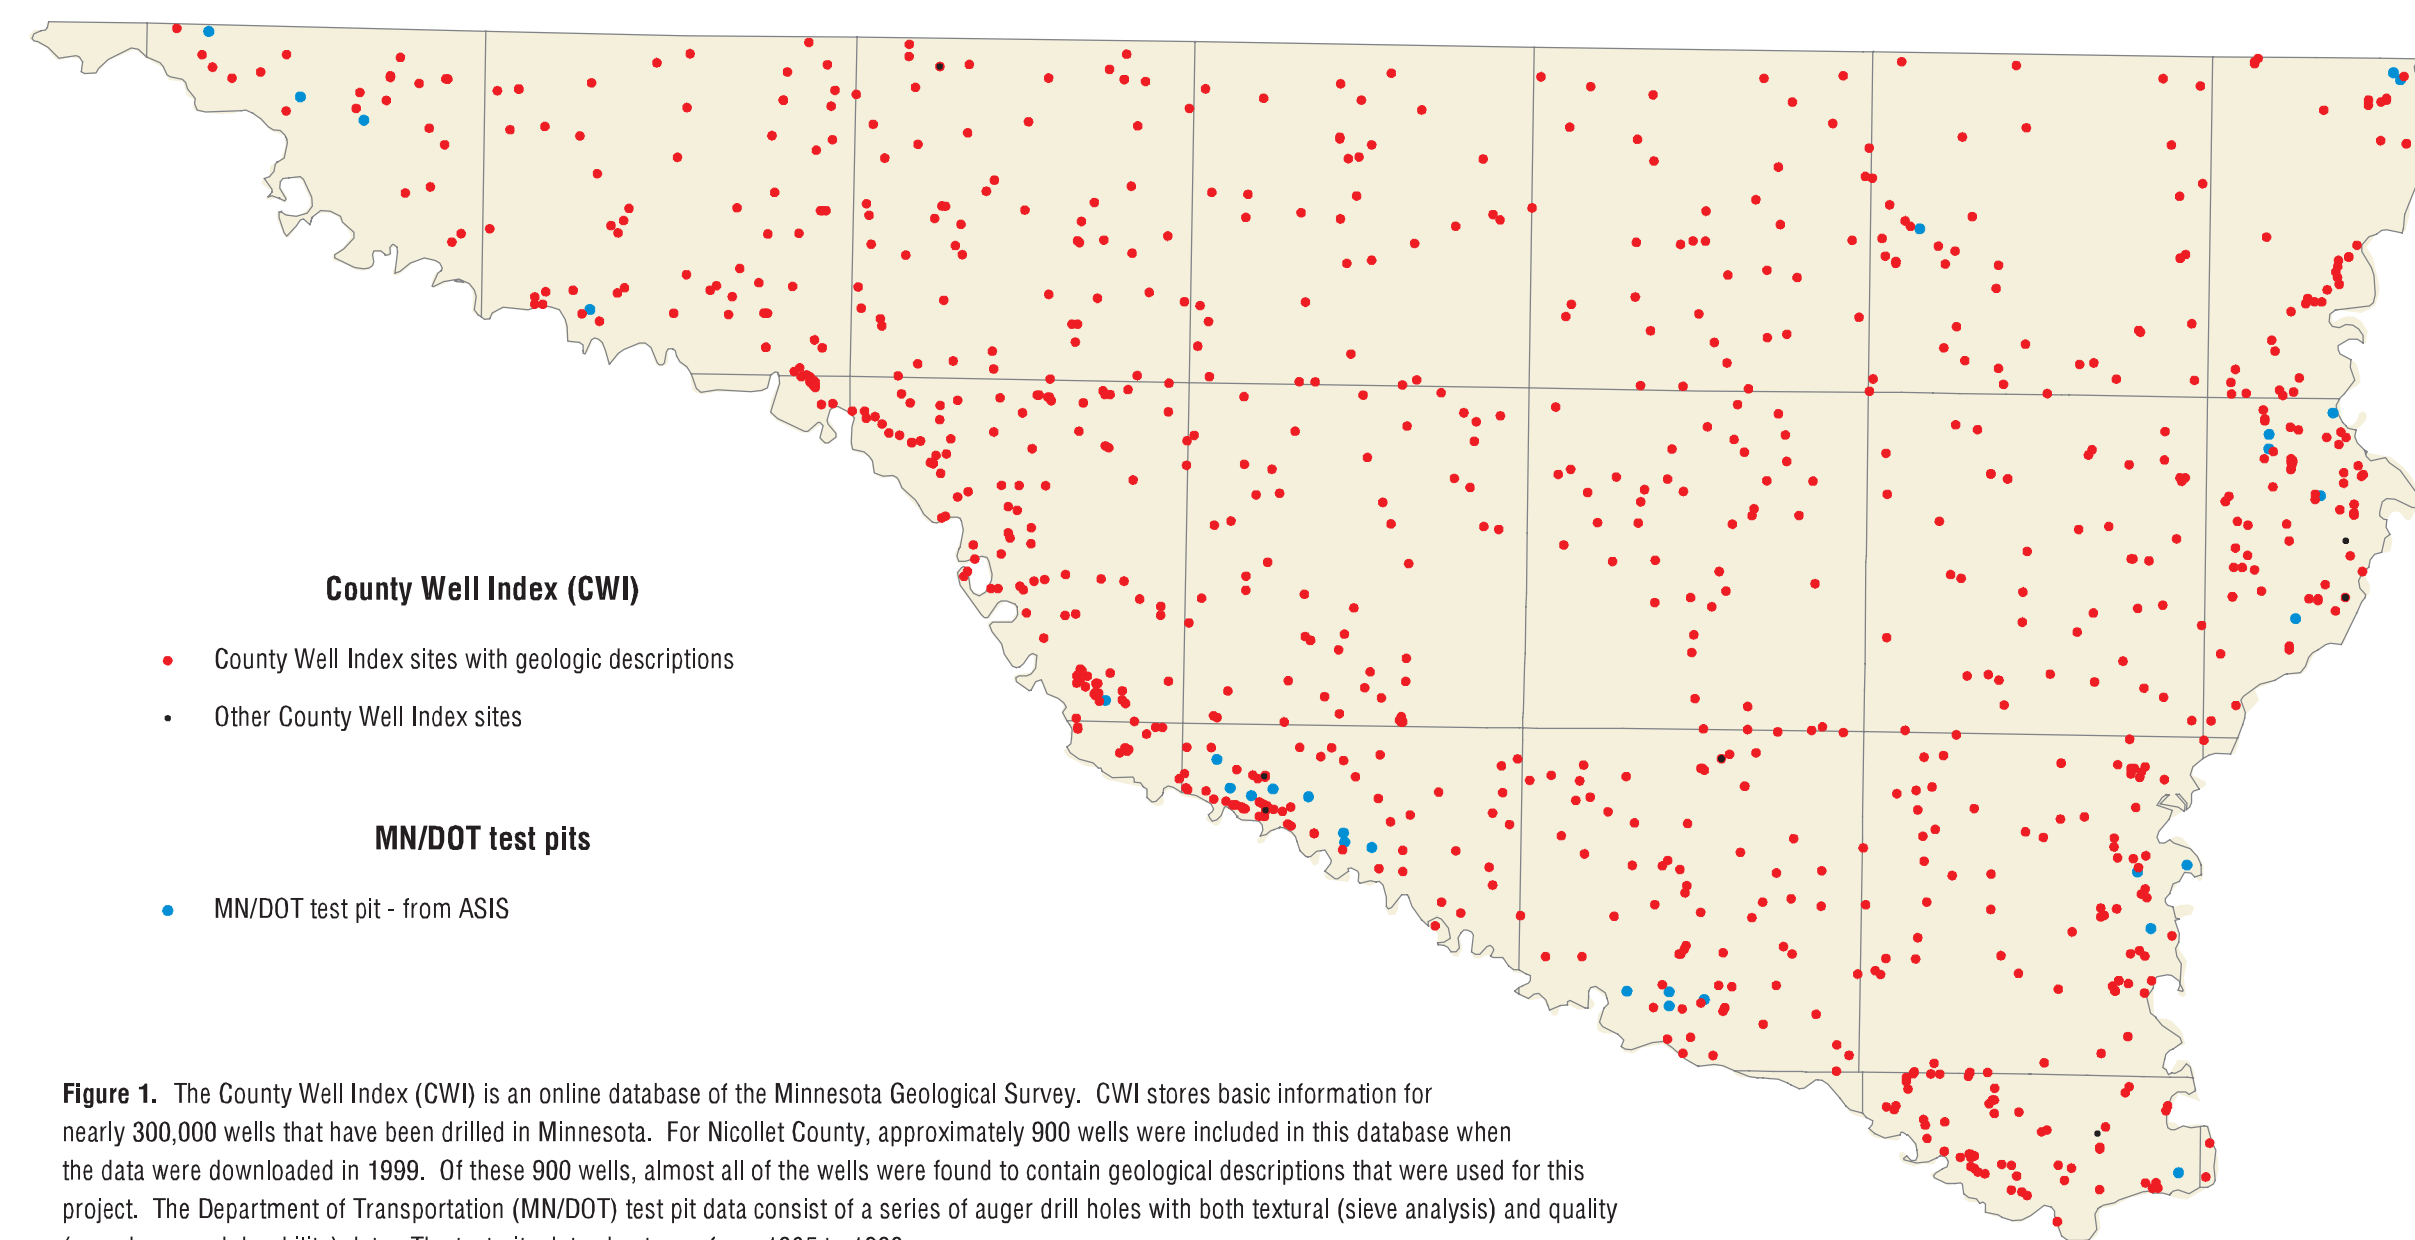 County Well Index (CWI)
County Well Index sites with geologic descriptions
Other County Well Index sites
MN/DOT test pits
MN/DOT test pit - from ASIS
Figure 1. The County Well Index (CWI) is an online database of the Minnesota Geological Survey. CWI stores basic information for
nearly 300,000 wells that have been drilled in Minnesota. For Nicollet County, approximately 900 wells were included in this database when
the data were downloaded in 1999. Of these 900 wells, almost all of the wells were found to contain geological descriptions that were used for this
project. The Department of Transportation (MN/DOT) test pit data consist of a series of auger drill holes with both textural (sieve analysis) and quality